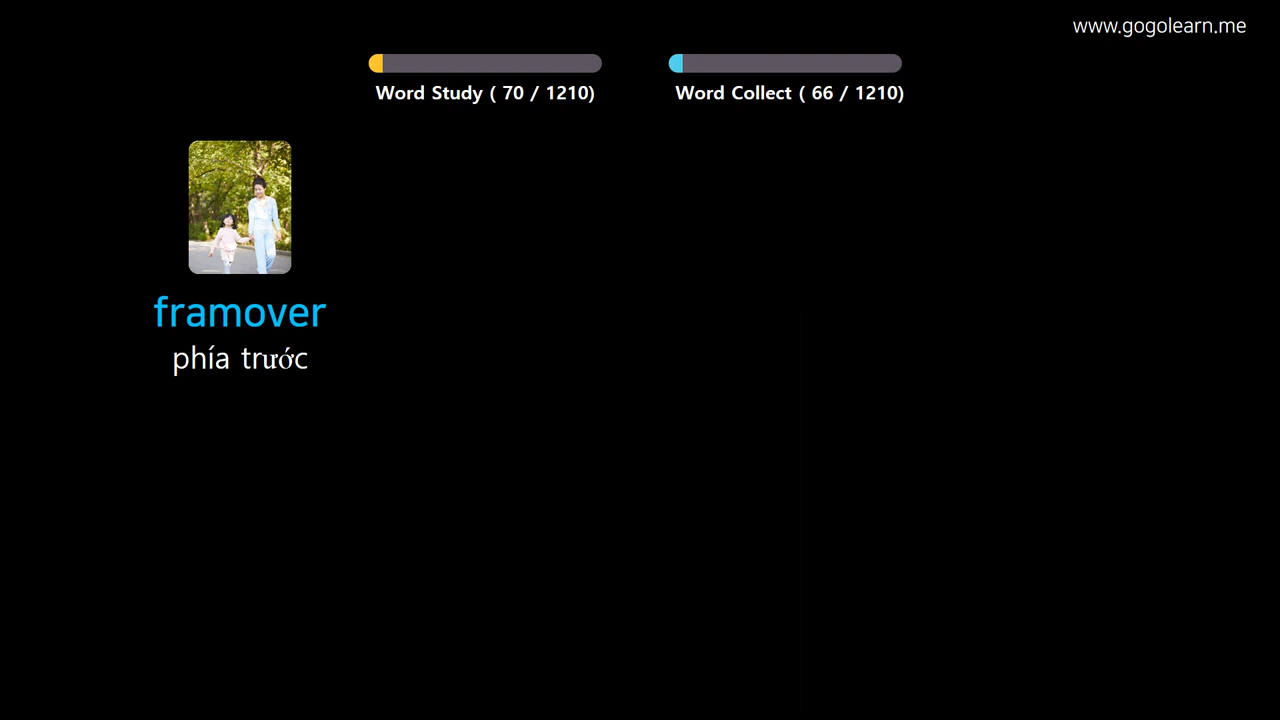 www.gogolearn.me
Word Study ( 70 / 1210)
Word Collect ( 66 / 1210)
framover
phía trước